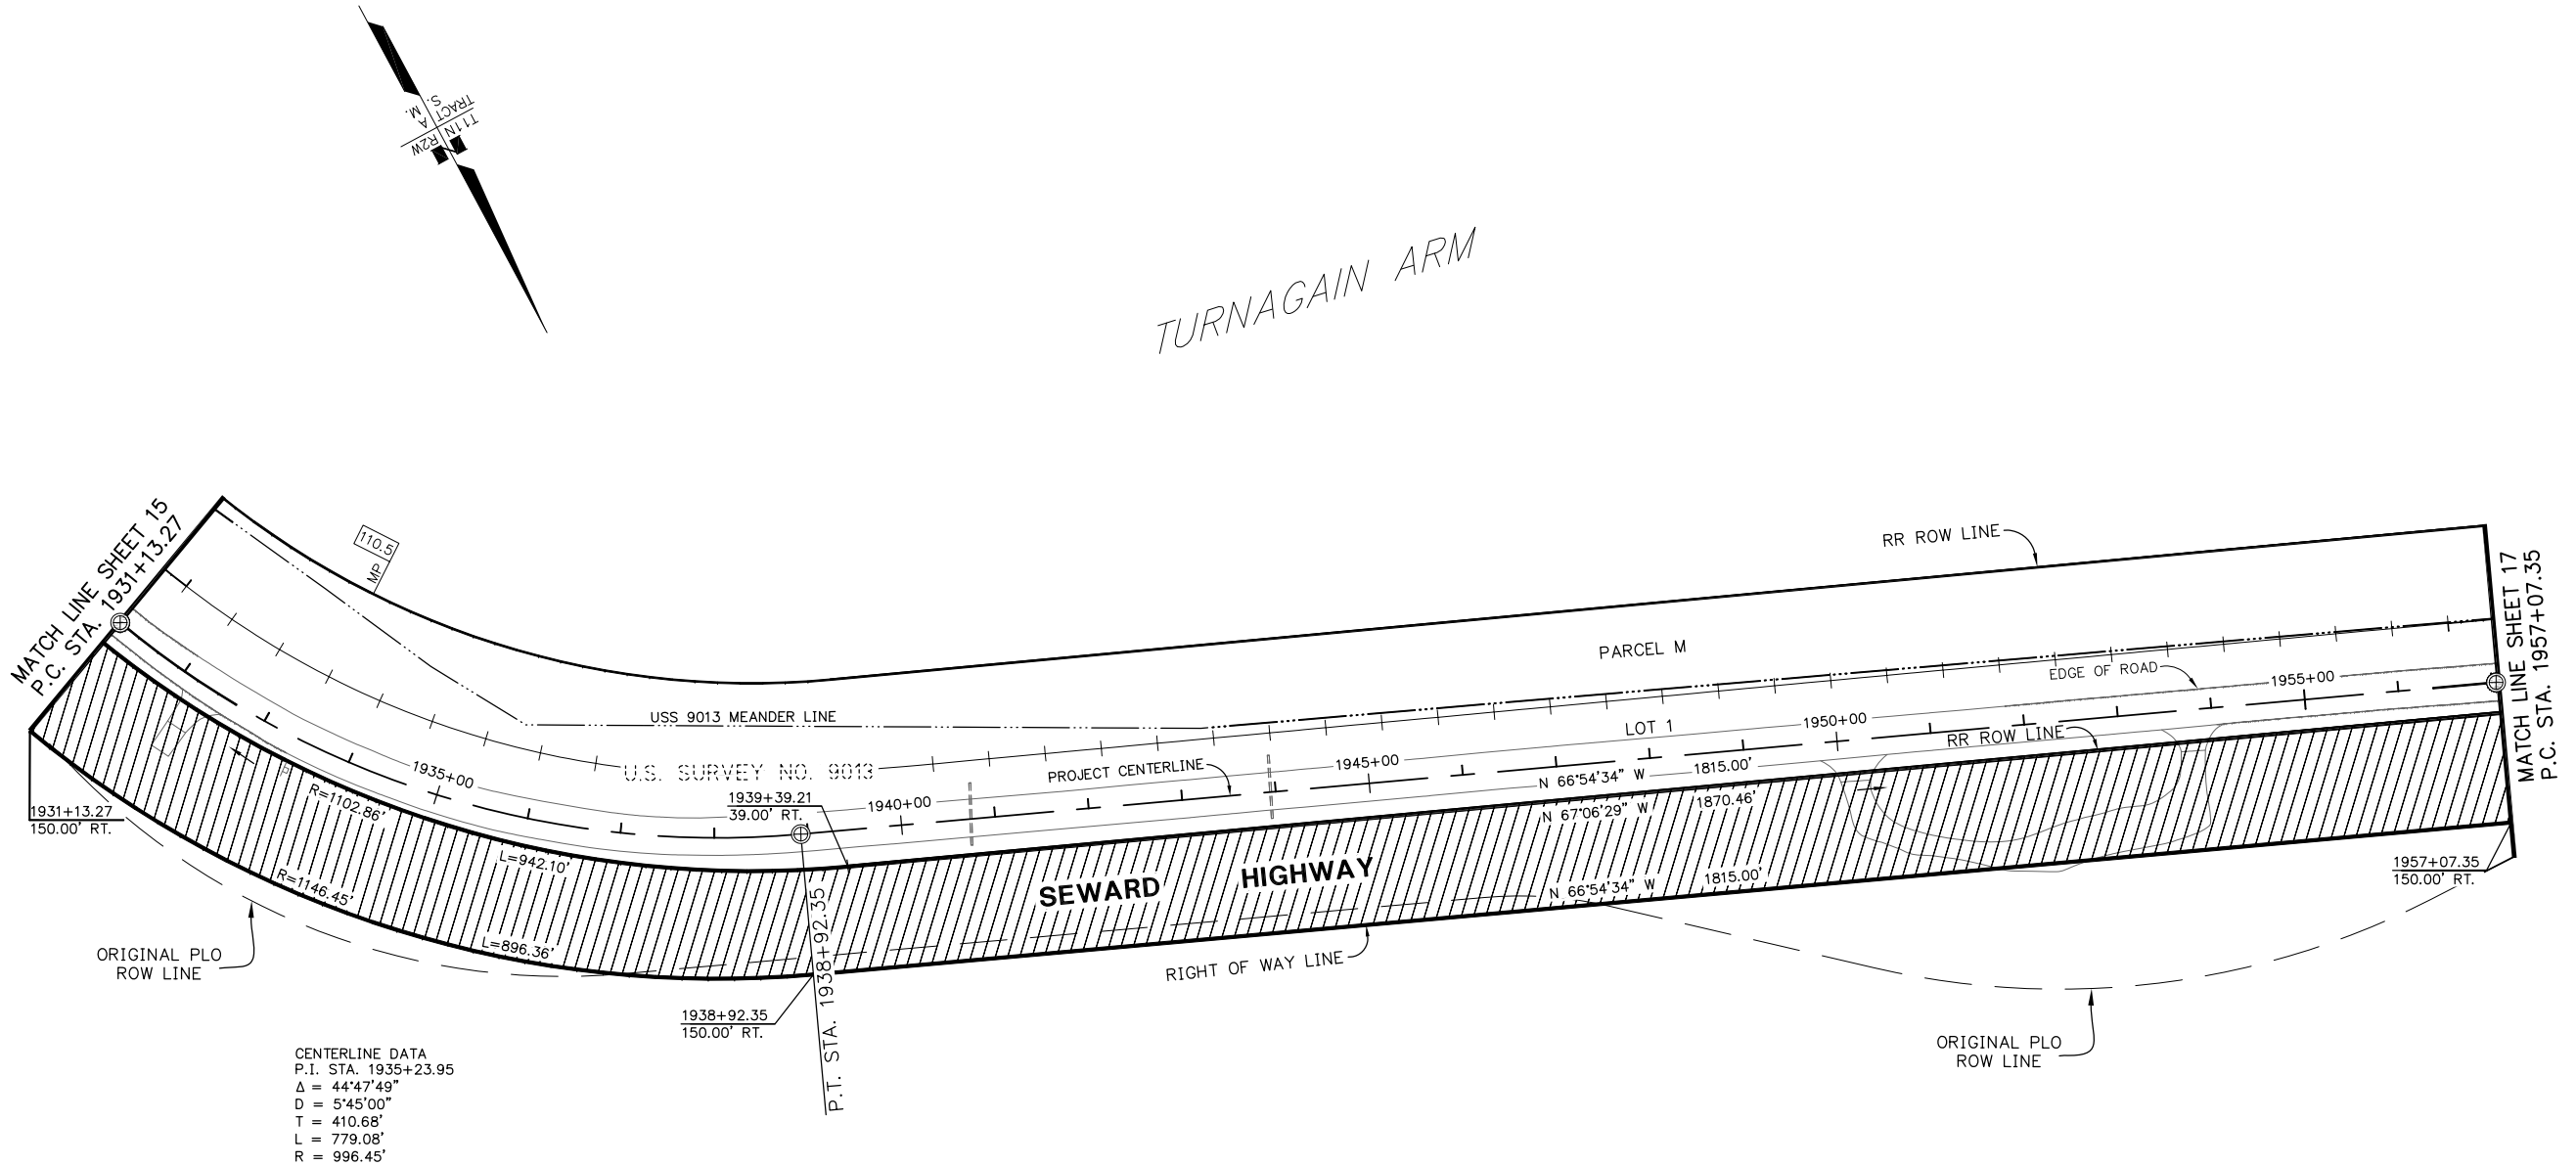 S. M.
TRACT A
R2W
T11N
N
TURNAGAIN ARM
MATCH LINE SHEET 15
P.C. STA. 1931+13.27
110.5
MP
RR ROW LINE
MATCH LINE SHEET 17
P.C. STA. 1957+07.35
PARCEL M
EDGE OF ROAD
1955+00
USS 9013 MEANDER LINE
LOT 1
1950+00
RR ROW LINE
U.S. SURVEY NO. 9013
PROJECT CENTERLINE
1945+00
N 66°54'34" W 1815.00'
1935+00
1939+39.21
39.00' RT.
1940+00
1931+13.27
150.00' RT.
R=1102.86'
N 67°06'29" W 1870.46'
L=942.10'
R=1146.45'
SEWARD HIGHWAY
N 66°54'34" W 1815.00'
1957+07.35
150.00' RT.
L=896.36'
ORIGINAL PLO
ROW LINE
RIGHT OF WAY LINE
P.T. STA. 1938+92.35
1938+92.35
150.00' RT.
ORIGINAL PLO
ROW LINE
CENTERLINE DATA
P.I. STA. 1935+23.95
Δ = 44°47'49"
D = 5°45'00"
T = 410.68'
L = 779.08'
R = 996.45'